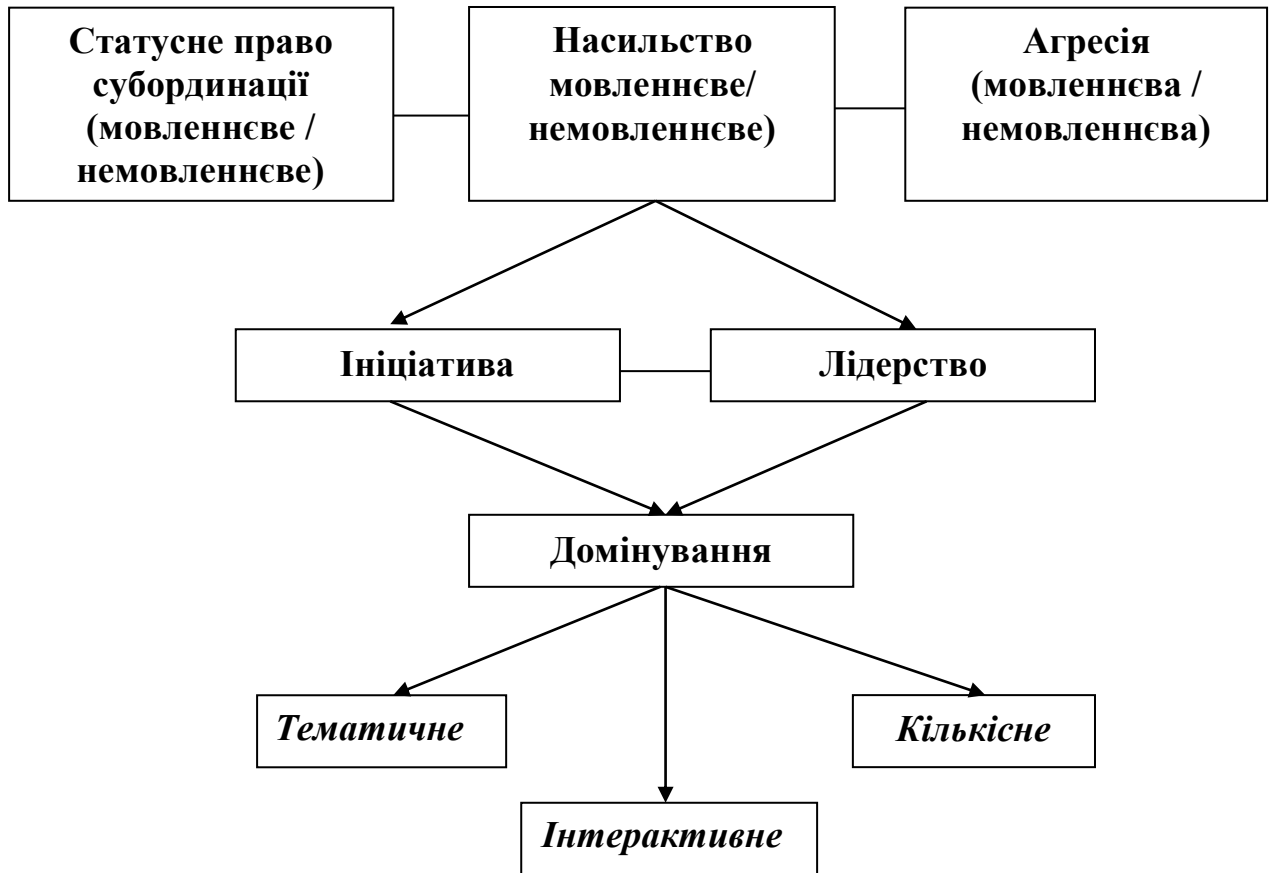 Статусне право
субординації
(мовленнєве /
немовленнєве)
Насильство
мовленнєве/
немовленнєве)
Агресія
(мовленнєва /
немовленнєва)
Ініціатива
Лідерство
Домінування
Тематичне
Кількісне
Інтерактивне